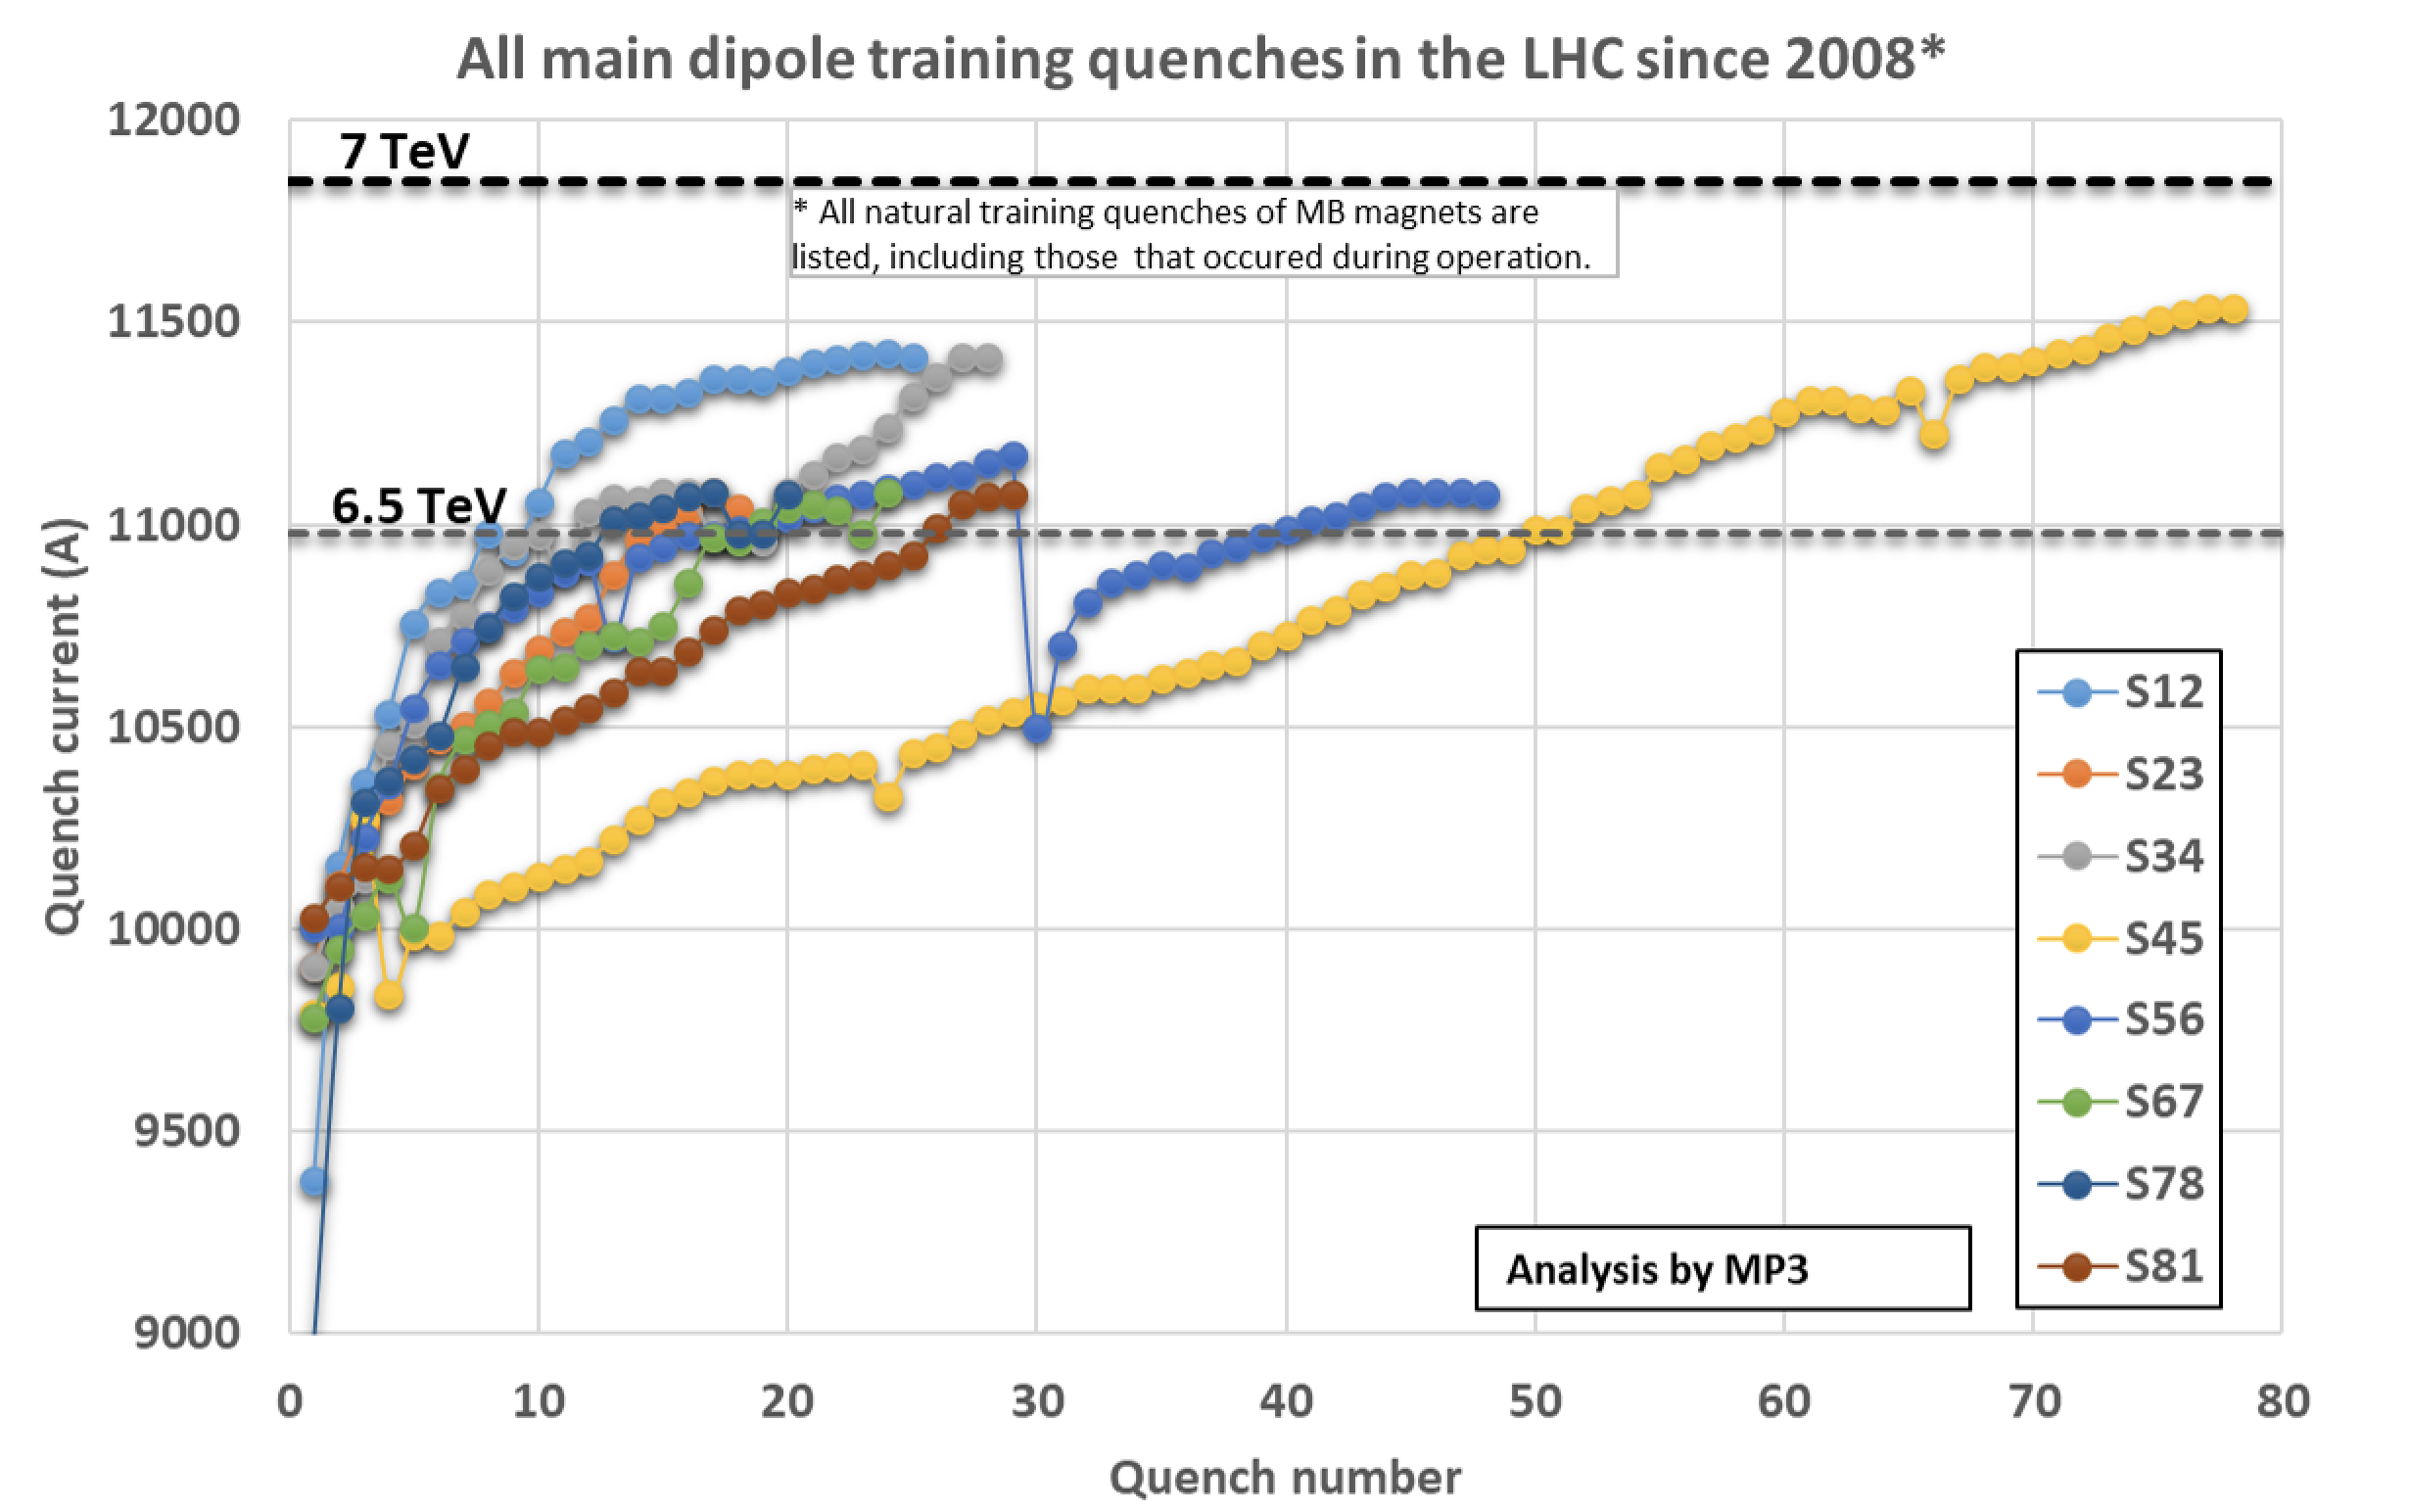 All main dipole training quenches in the LHC since 2008*
12000
7 TeV
* All natural training quenches of MB magnets are
listed, including those that occured during operation.
11500
6.5 TeV
11000
10500
10000
9500
9000
Quench current (A)
S12
S23
S34
S45
S56
S67
S78
S81
Analysis by MP3
0 10 20 30 40 50 60 70 80
Quench number